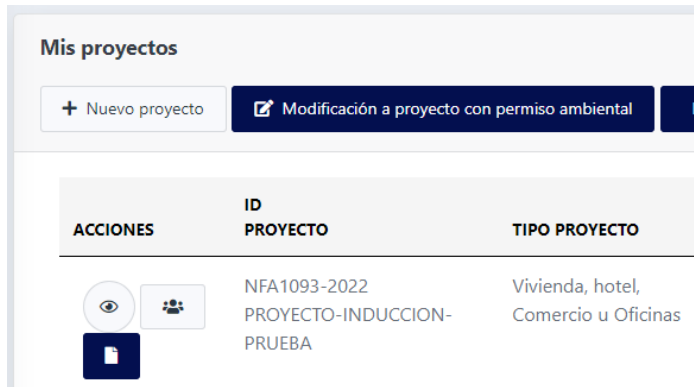 Mis proyectos
Nuevo proyecto
Modificación a proyecto con permiso ambiental
ACCIONES
ID
PROYECTO
TIPO PROYECTO
NFA1093-2022
PROYECTO-INDUCCION-
PRUEBA
Vivienda, hotel,
Comercio u Oficinas